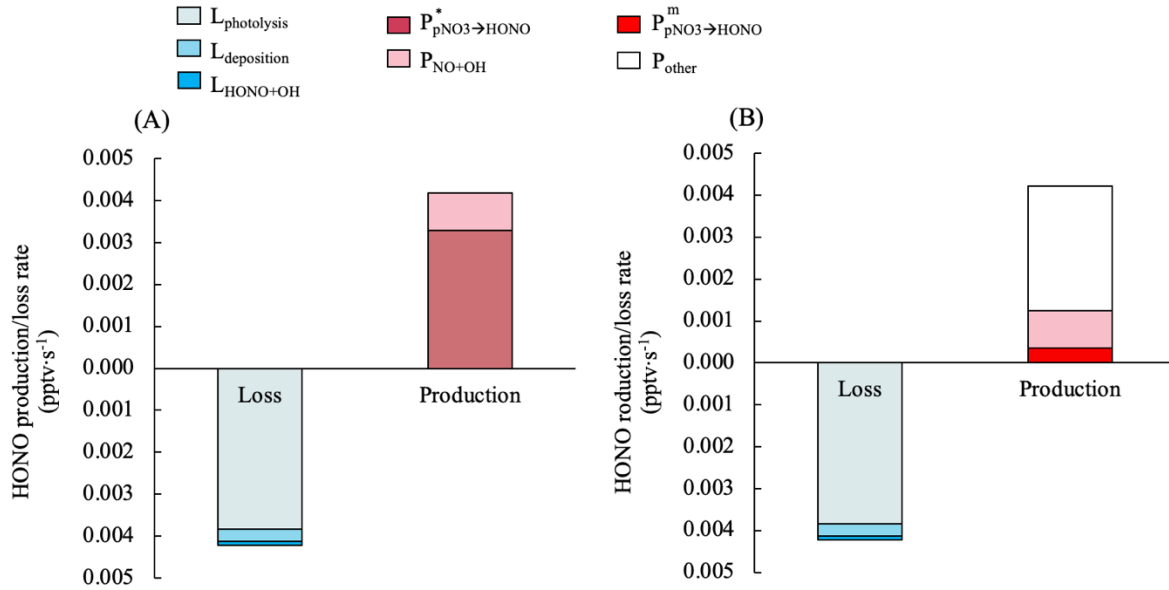 L_photolysis
L_deposition
L_HONO+OH
P*_pNO3→HONO
P_NO+OH
P^m_pNO3→HONO
P_other
(A)
HONO production/loss rate
(pptv·s⁻¹)
0.005
0.004
0.003
0.002
0.001
0.000
0.001
0.002
0.003
0.004
0.005
Loss
Production
(B)
HONO roduction/loss rate
(pptv·s⁻¹)
0.005
0.004
0.003
0.002
0.001
0.000
0.001
0.002
0.003
0.004
0.005
Loss
Production